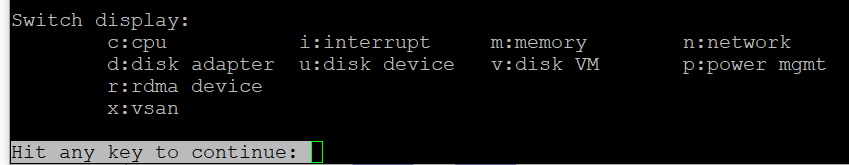 Switch display:
c:cpu i:interrupt m:memory n:network
d:disk adapter u:disk device v:disk VM p:power mgmt
r:rdma device
x:vsan
Hit any key to continue: